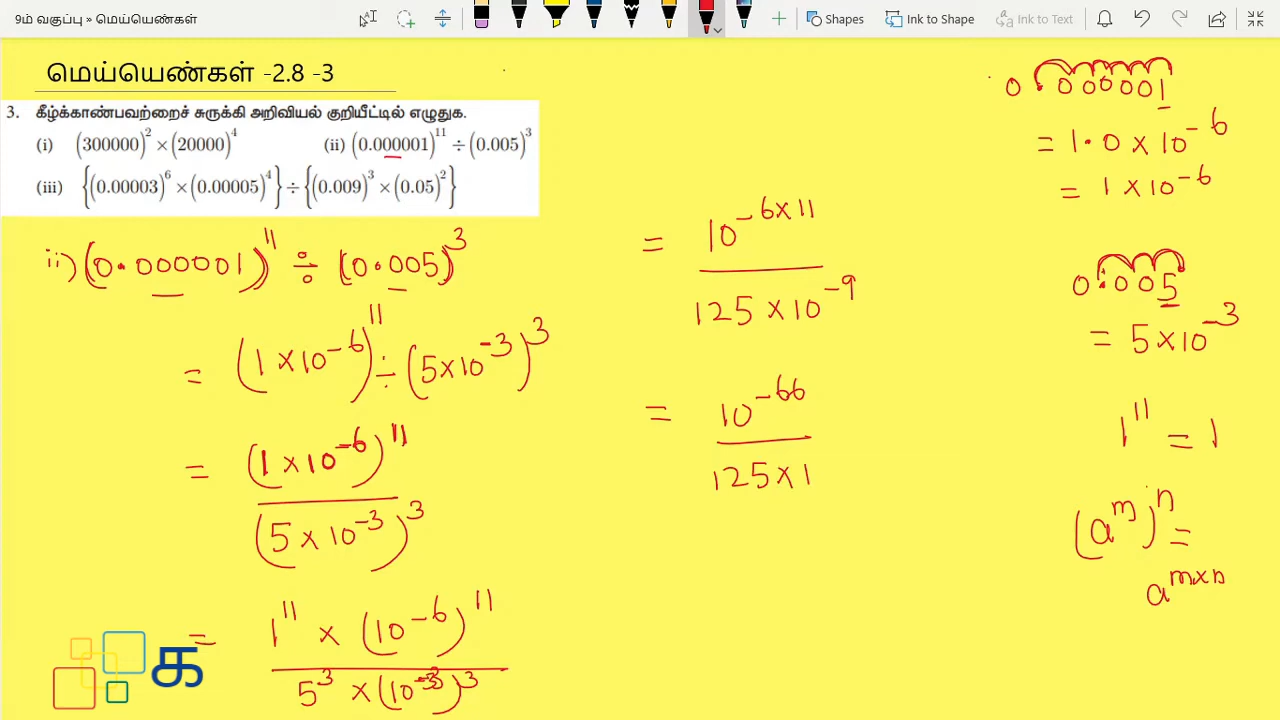 9ம் வகுப்பு » மெய்யெண்கள்
Shapes
Ink to Shape
Ink to Text
மெய்யெண்கள் -2.8 -3
3. கீழ்க்காண்பவற்றைச் சுருக்கி அறிவியல் குறியீட்டில் எழுதுக.
(i) (300000)² × (20000)⁴ (ii) (0.000001)¹¹ ÷ (0.005)³
(iii) {(0.00003)⁶ × (0.00005)⁴} ÷ {(0.009)³ × (0.05)²}
ii) (0.000001)¹¹ ÷ (0.005)³
= (1 × 10⁻⁶)¹¹ ÷ (5×10⁻³)³
= (1 × 10⁻⁶)¹¹
(5 × 10⁻³)³
= 1¹¹ × (10⁻⁶)¹¹
5³ × (10⁻³)³
க
= 10⁻⁶ˣ¹¹
125 × 10⁻⁹
= 10⁻⁶⁶
125 × 1
0.000001
= 1.0 × 10⁻⁶
= 1 × 10⁻⁶
0.005
= 5 × 10⁻³
1¹¹ = 1
(aᵐ)ⁿ =
aᵐˣⁿ